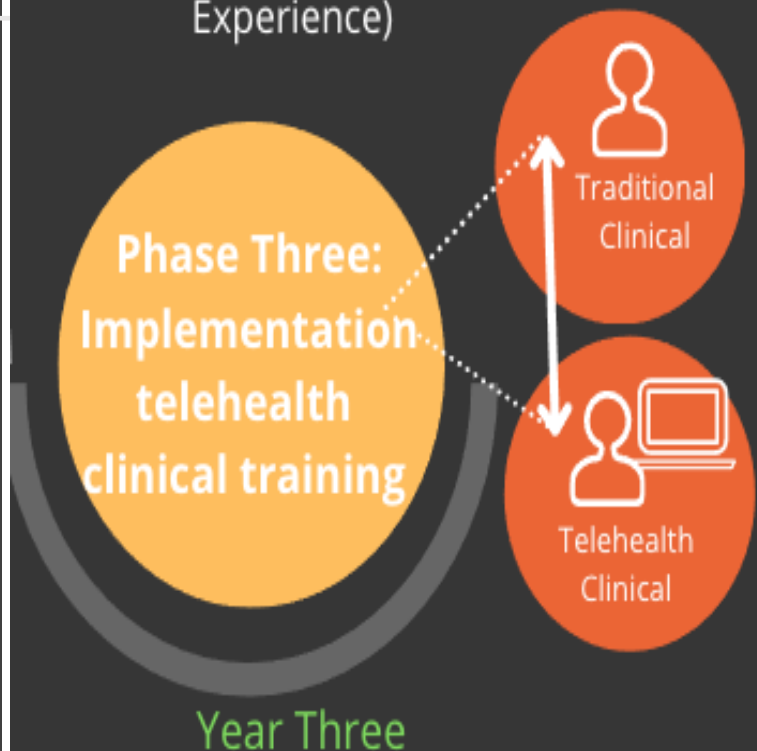 Experience)
Phase Three:
Implementation
telehealth
clinical training
Traditional
Clinical
Telehealth
Clinical
Year Three